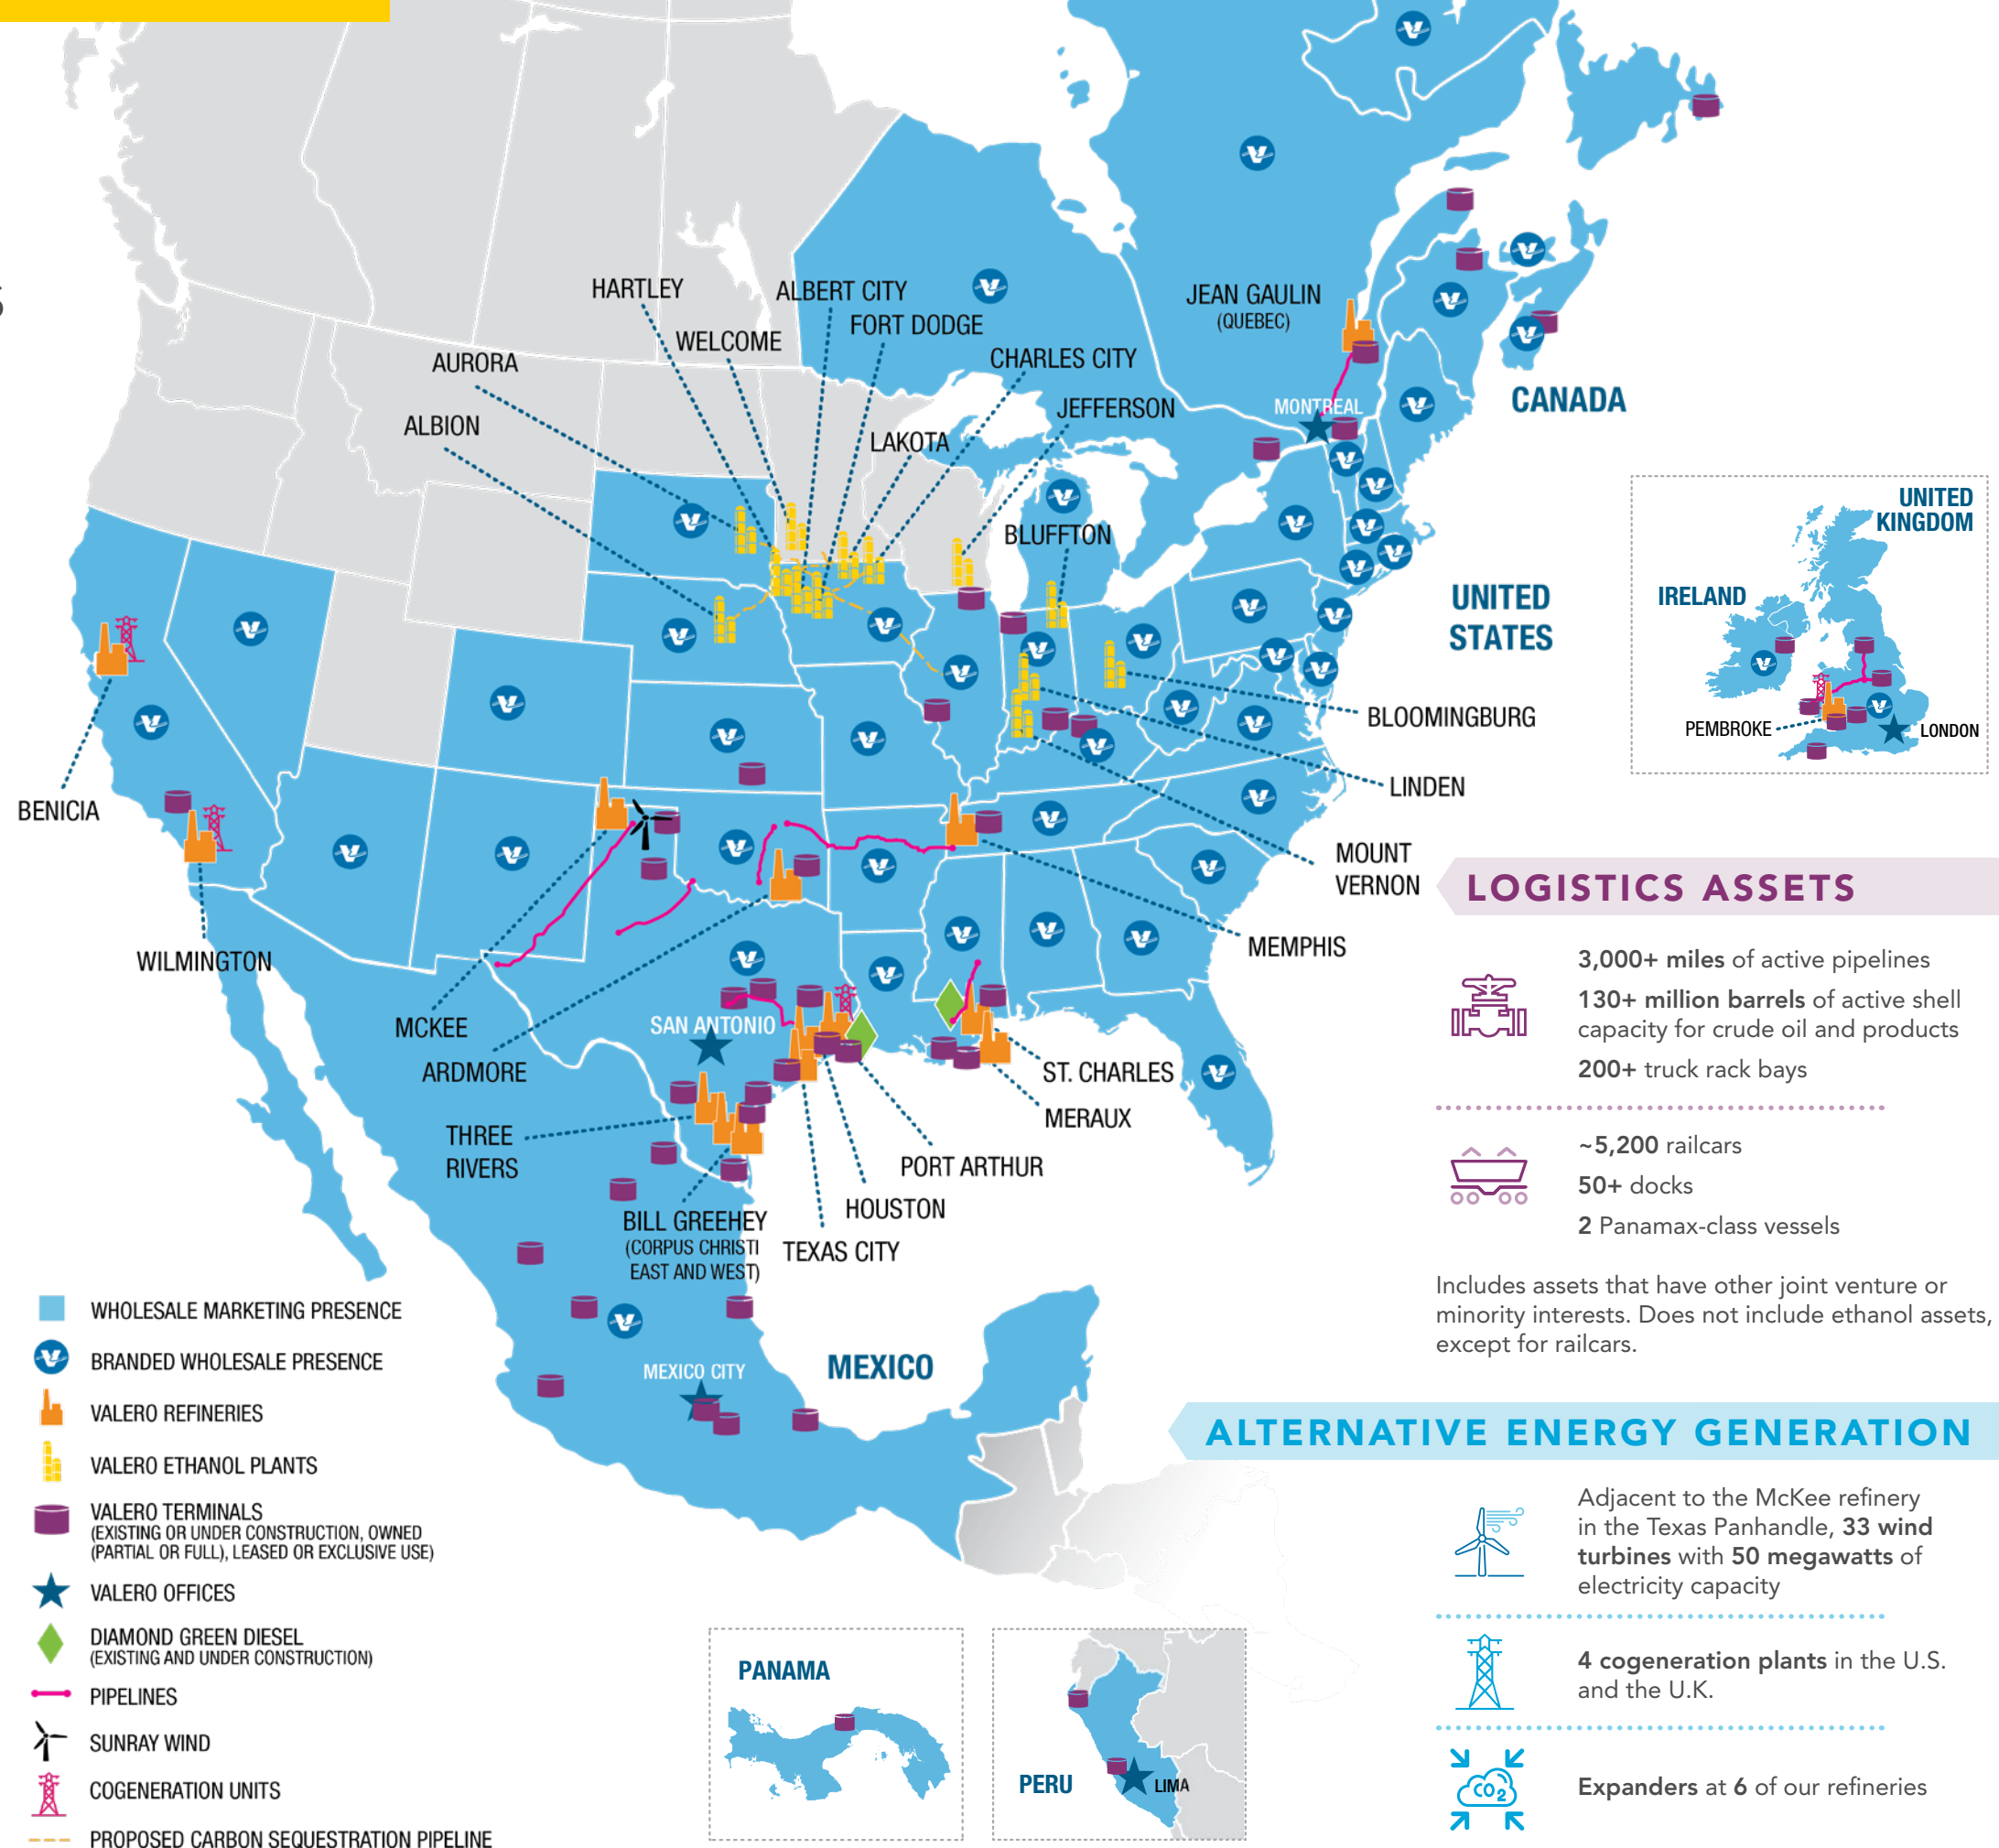 HARTLEY
ALBERT CITY
FORT DODGE
WELCOME
CHARLES CITY
AURORA
JEFFERSON
ALBION
LAKOTA
BLUFFTON
JEAN GAULIN
(QUEBEC)
MONTREAL
CANADA
UNITED
STATES
UNITED
KINGDOM
IRELAND
PEMBROKE
LONDON
BLOOMINGBURG
LINDEN
MOUNT
VERNON
MEMPHIS
BENICIA
WILMINGTON
MCKEE
ARDMORE
SAN ANTONIO
THREE
RIVERS
ST. CHARLES
MERAUX
PORT ARTHUR
HOUSTON
TEXAS CITY
BILL GREEHEY
(CORPUS CHRISTI
EAST AND WEST)
MEXICO CITY
MEXICO
WHOLESALE MARKETING PRESENCE
BRANDED WHOLESALE PRESENCE
VALERO REFINERIES
VALERO ETHANOL PLANTS
VALERO TERMINALS
(EXISTING OR UNDER CONSTRUCTION, OWNED
(PARTIAL OR FULL), LEASED OR EXCLUSIVE USE)
VALERO OFFICES
DIAMOND GREEN DIESEL
(EXISTING AND UNDER CONSTRUCTION)
PIPELINES
SUNRAY WIND
COGENERATION UNITS
PROPOSED CARBON SEQUESTRATION PIPELINE
PANAMA
PERU
LIMA
LOGISTICS ASSETS
3,000+ miles of active pipelines
130+ million barrels of active shell
capacity for crude oil and products
200+ truck rack bays
~5,200 railcars
50+ docks
2 Panamax-class vessels
Includes assets that have other joint venture or
minority interests. Does not include ethanol assets,
except for railcars.
ALTERNATIVE ENERGY GENERATION
Adjacent to the McKee refinery
in the Texas Panhandle, 33 wind
turbines with 50 megawatts of
electricity capacity
4 cogeneration plants in the U.S.
and the U.K.
CO2
Expanders at 6 of our refineries